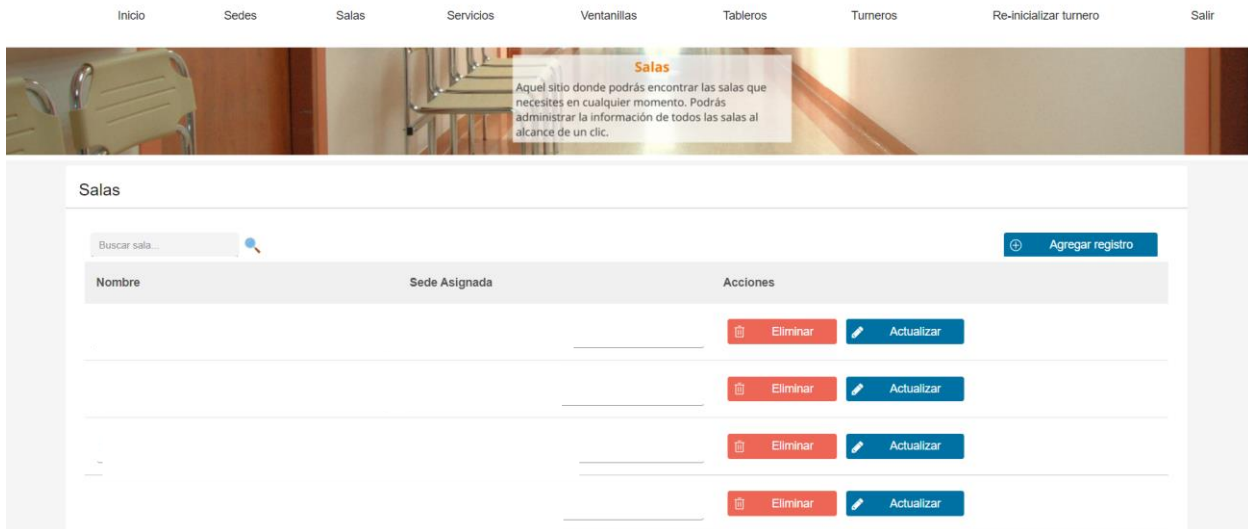 Inicio Sedes Salas Servicios Ventanillas Tableros Turneros Re-inicializar turnero Salir
Salas
Aquel sitio donde podrás encontrar las salas que
necesites en cualquier momento. Podrás
administrar la información de todos las salas al
alcance de un clic.
Salas
Buscar sala... Agregar registro
Nombre Sede Asignada Acciones
Eliminar Actualizar
Eliminar Actualizar
Eliminar Actualizar
Eliminar Actualizar